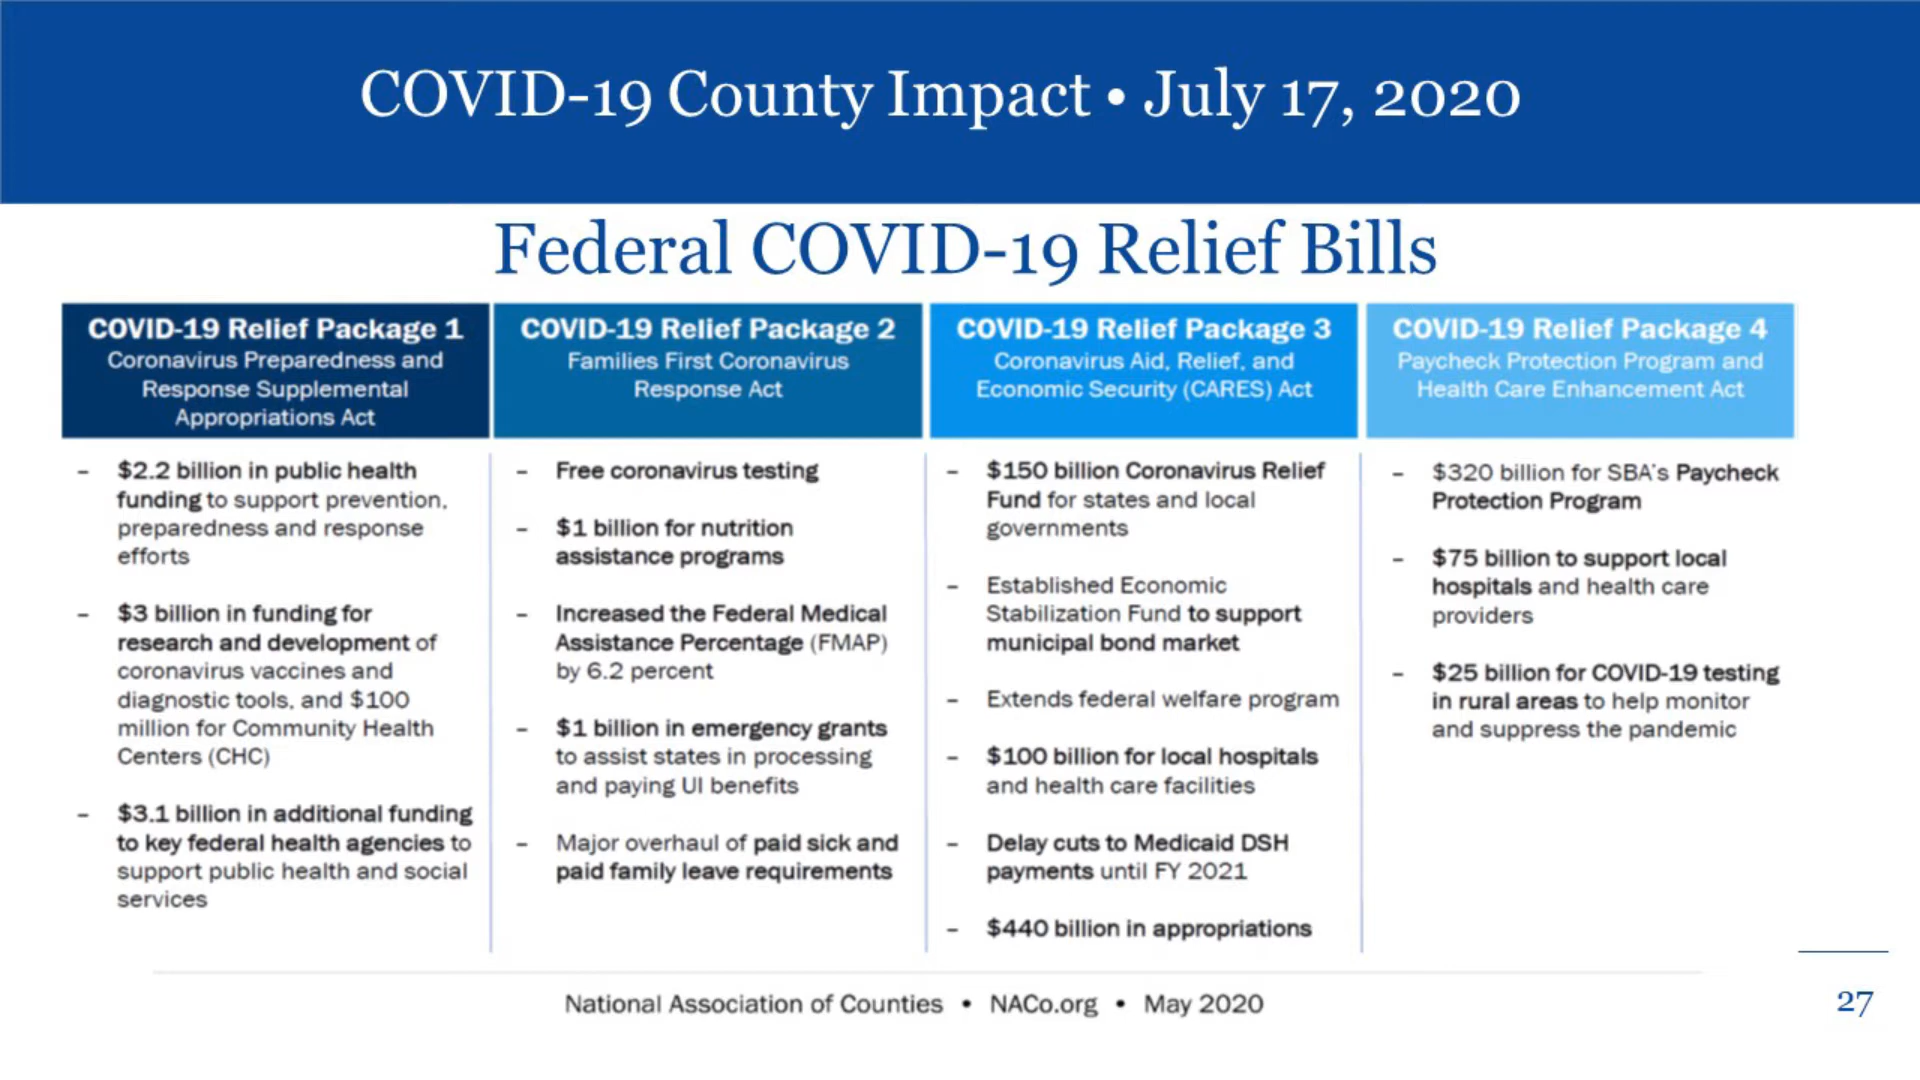 COVID-19 County Impact • July 17, 2020
Federal COVID-19 Relief Bills
COVID-19 Relief Package 1
Coronavirus Preparedness and
Response Supplemental
Appropriations Act
– $2.2 billion in public health
funding to support prevention,
preparedness and response
efforts
– $3 billion in funding for
research and development of
coronavirus vaccines and
diagnostic tools, and $100
million for Community Health
Centers (CHC)
– $3.1 billion in additional funding
to key federal health agencies to
support public health and social
services
COVID-19 Relief Package 2
Families First Coronavirus
Response Act
– Free coronavirus testing
– $1 billion for nutrition
assistance programs
– Increased the Federal Medical
Assistance Percentage (FMAP)
by 6.2 percent
– $1 billion in emergency grants
to assist states in processing
and paying UI benefits
– Major overhaul of paid sick and
paid family leave requirements
COVID-19 Relief Package 3
Coronavirus Aid, Relief, and
Economic Security (CARES) Act
– $150 billion Coronavirus Relief
Fund for states and local
governments
– Established Economic
Stabilization Fund to support
municipal bond market
– Extends federal welfare program
– $100 billion for local hospitals
and health care facilities
– Delay cuts to Medicaid DSH
payments until FY 2021
– $440 billion in appropriations
COVID-19 Relief Package 4
Paycheck Protection Program and
Health Care Enhancement Act
– $320 billion for SBA's Paycheck
Protection Program
– $75 billion to support local
hospitals and health care
providers
– $25 billion for COVID-19 testing
in rural areas to help monitor
and suppress the pandemic
National Association of Counties • NACo.org • May 2020
27